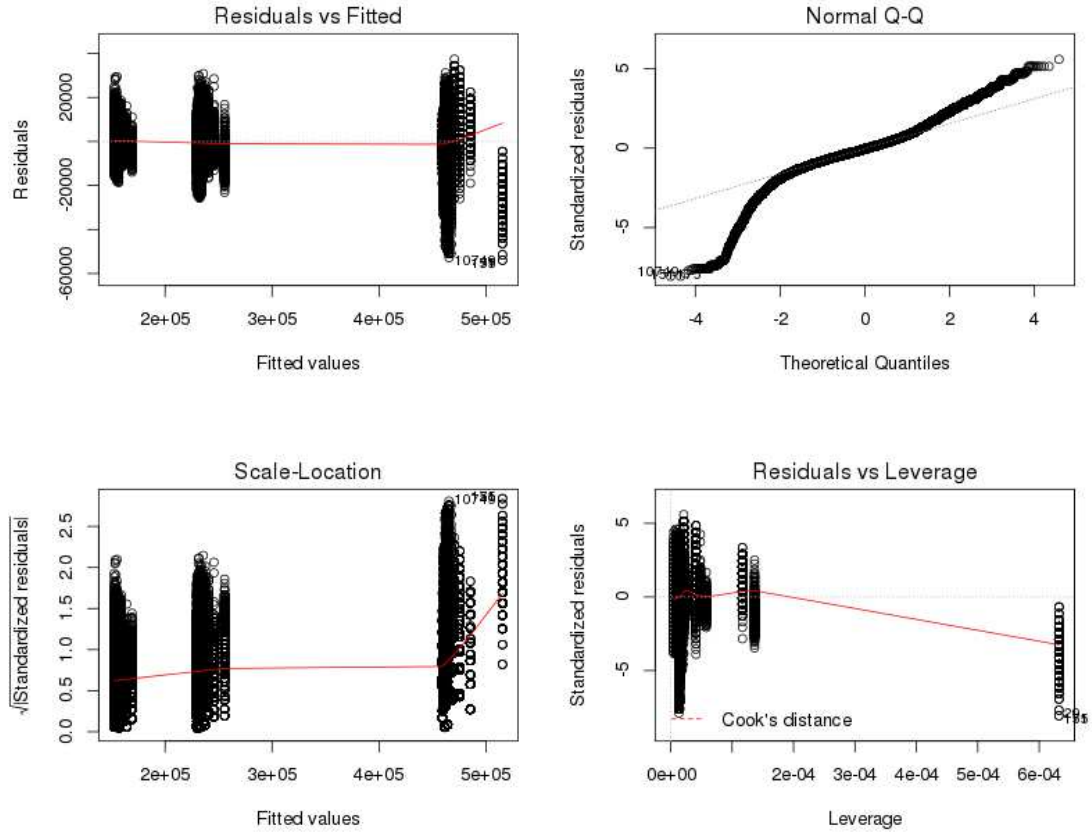 Residuals vs Fitted
Residuals
20000
0
-20000
-60000
2e+05
3e+05
4e+05
5e+05
Fitted values
10749
Normal Q-Q
Standardized residuals
5
0
-5
-4
-2
0
2
4
Theoretical Quantiles
Scale-Location
√|Standardized residuals|
2.5
2.0
1.5
1.0
0.5
0.0
2e+05
3e+05
4e+05
5e+05
Fitted values
10749
Residuals vs Leverage
Standardized residuals
5
0
-5
Cook's distance
0e+00
2e-04
3e-04
4e-04
5e-04
6e-04
Leverage